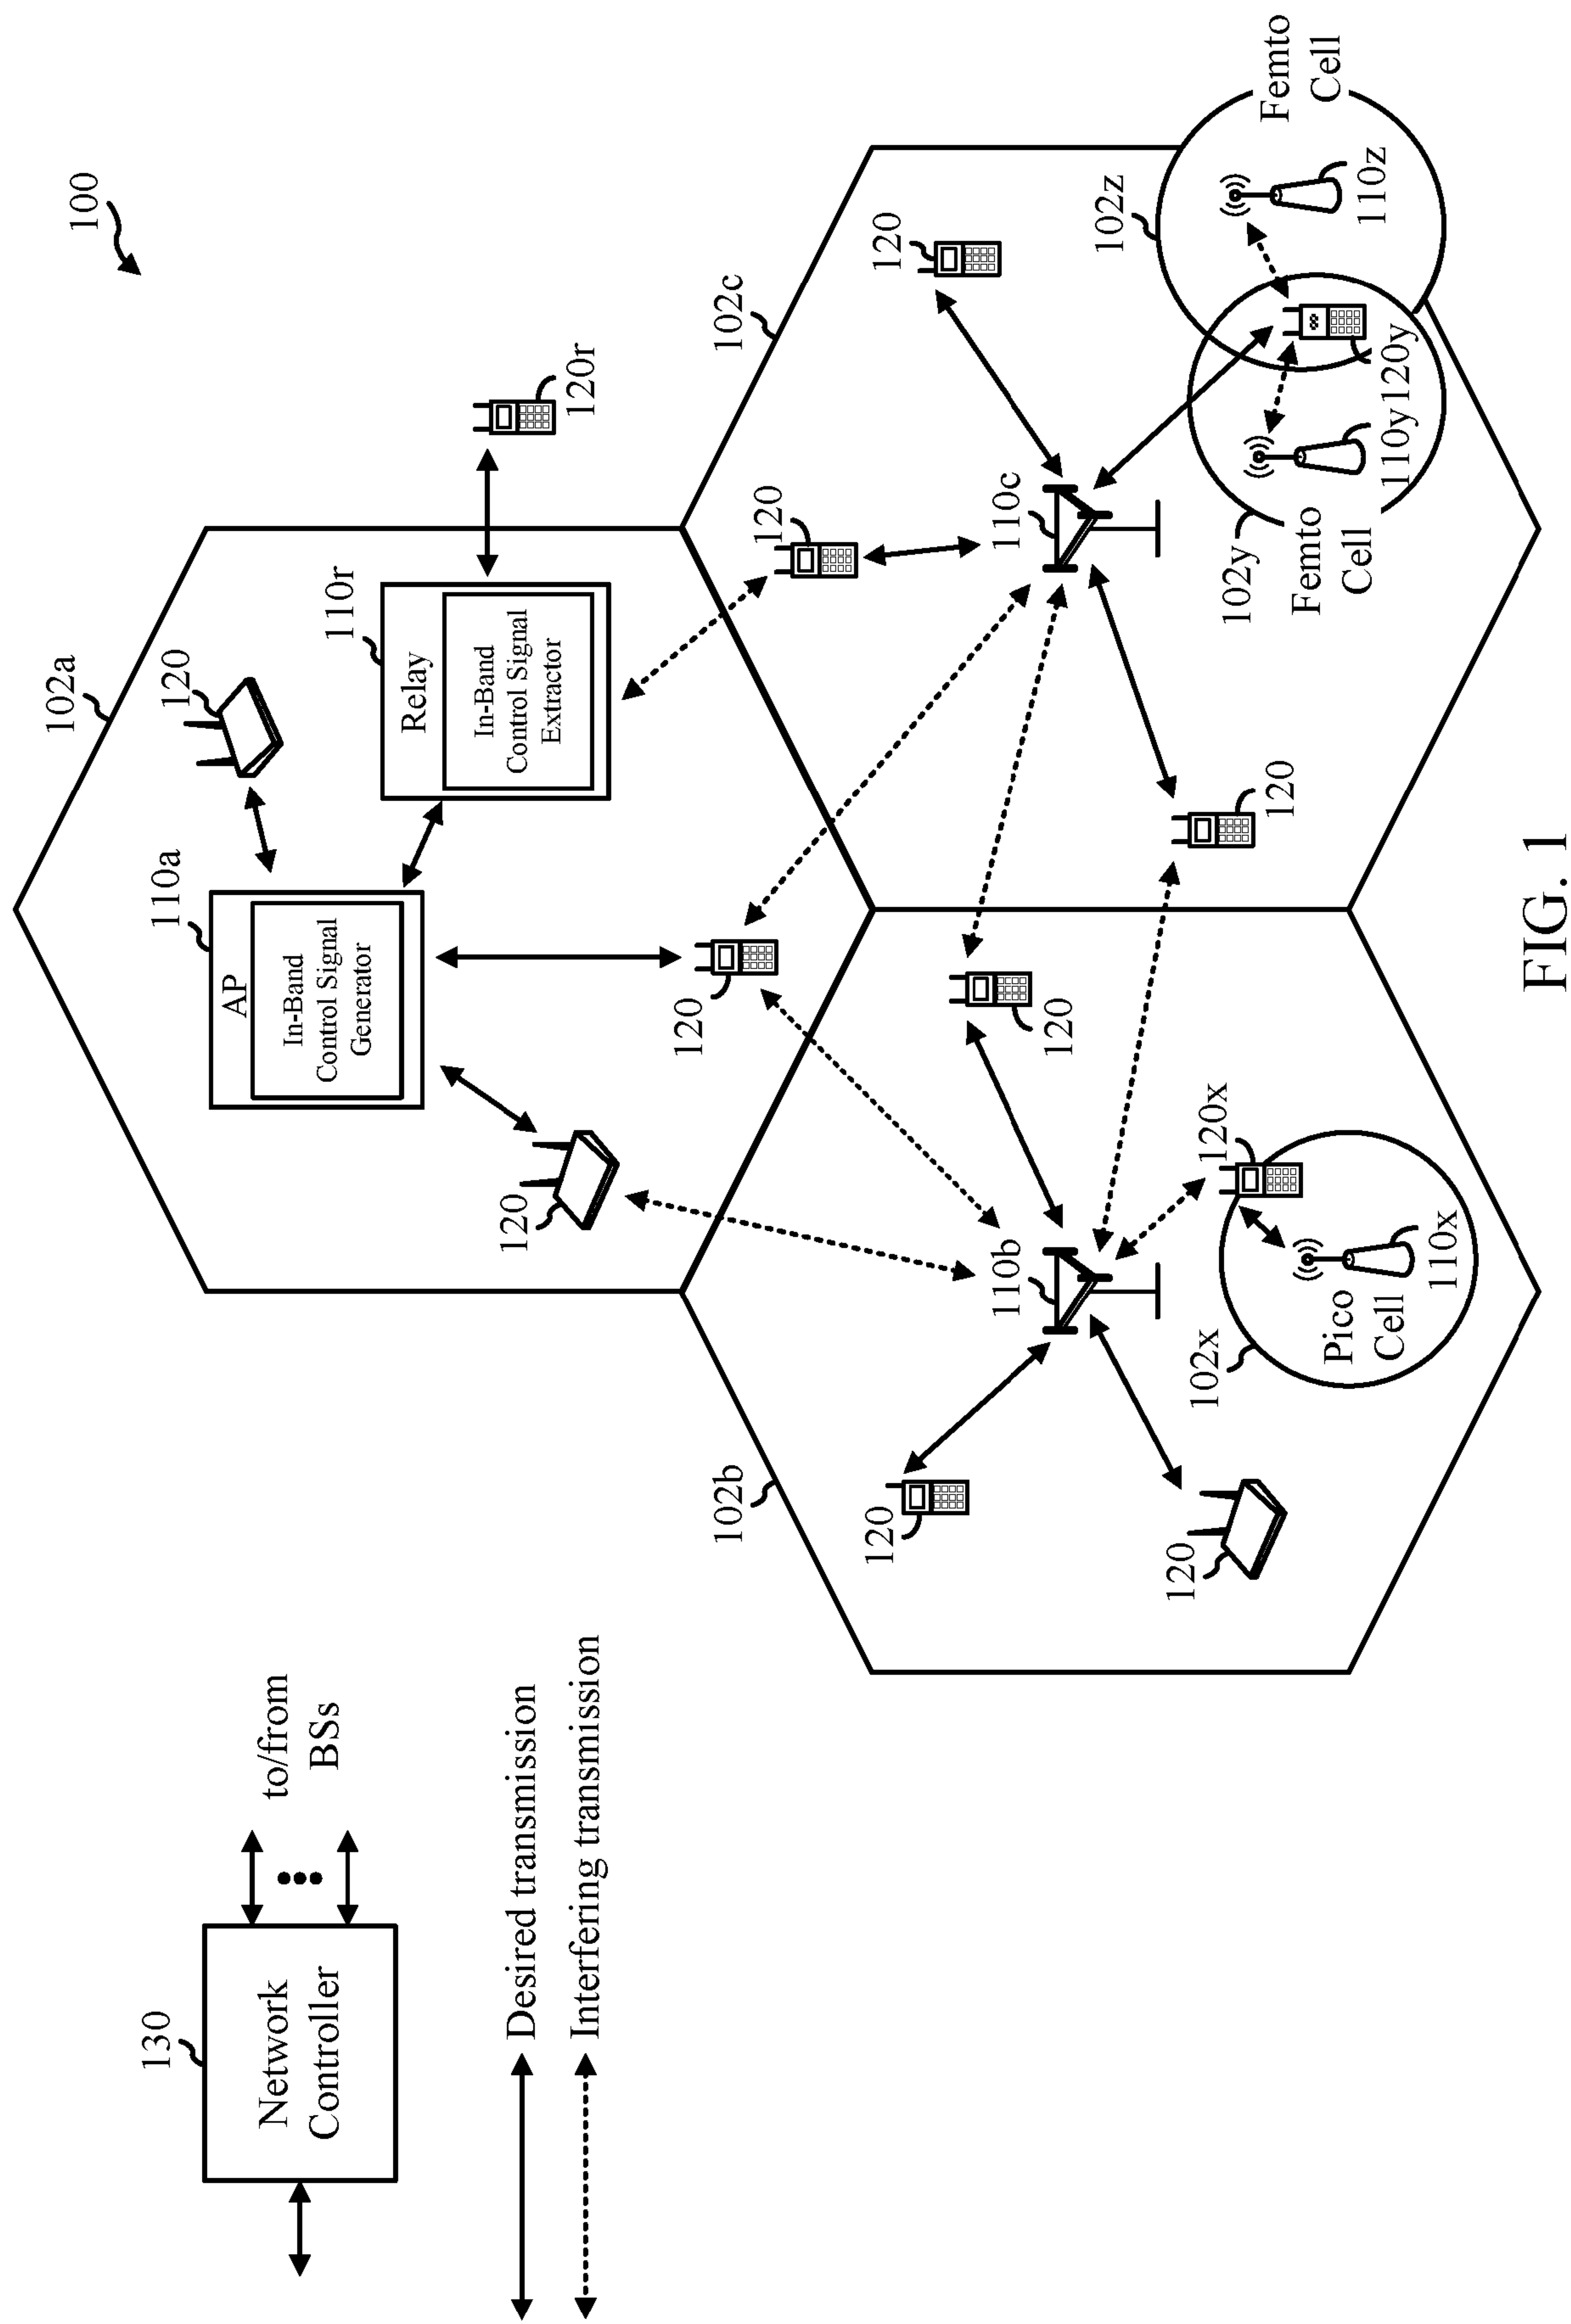 100
130
Network
Controller
to/from
BSs
Desired transmission
Interfering transmission
102a
110a
AP
In-Band
Control Signal
Generator
120
110r
Relay
In-Band
Control Signal
Extractor
120r
120
120
102b
120
110b
120
120
102x
Pico
Cell
110x
120x
102c
120
110c
120
120
102y
Femto
Cell
110y
120y
102z
110z
Femto
Cell
FIG. 1